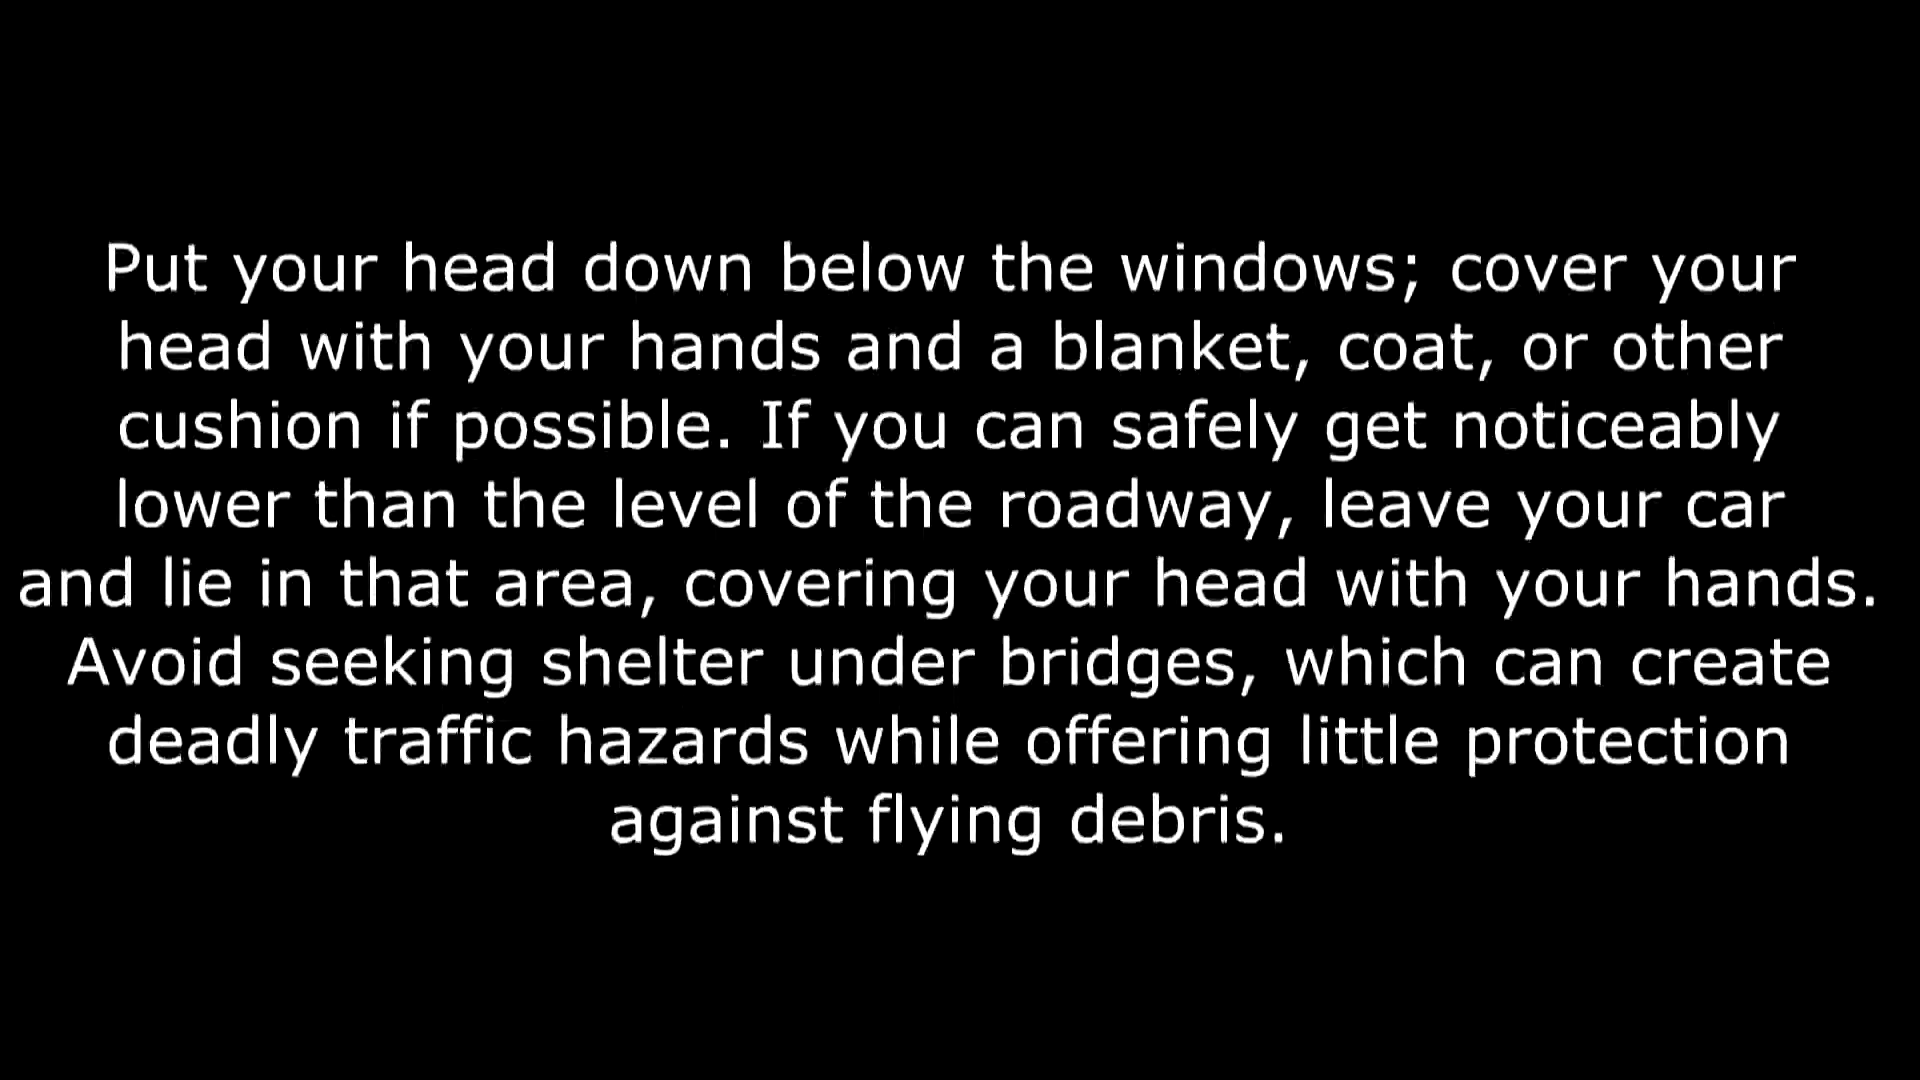 Put your head down below the windows; cover your
head with your hands and a blanket, coat, or other
cushion if possible. If you can safely get noticeably
lower than the level of the roadway, leave your car
and lie in that area, covering your head with your hands.
Avoid seeking shelter under bridges, which can create
deadly traffic hazards while offering little protection
against flying debris.